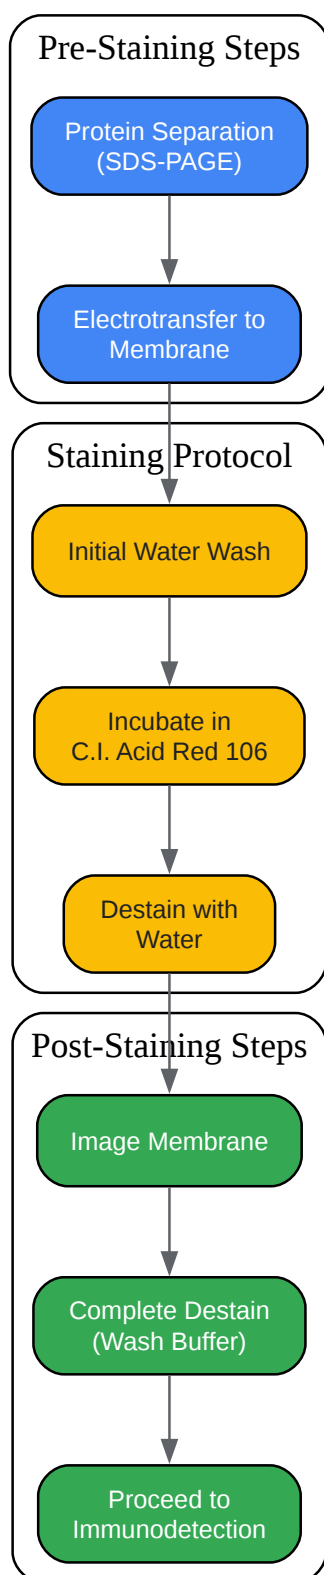 Pre-Staining Steps
Protein Separation
(SDS-PAGE)
Electrotransfer to
Membrane
Staining Protocol
Initial Water Wash
Incubate in
C.I. Acid Red 106
Destain with
Water
Post-Staining Steps
Image Membrane
Complete Destain
(Wash Buffer)
Proceed to
Immunodetection